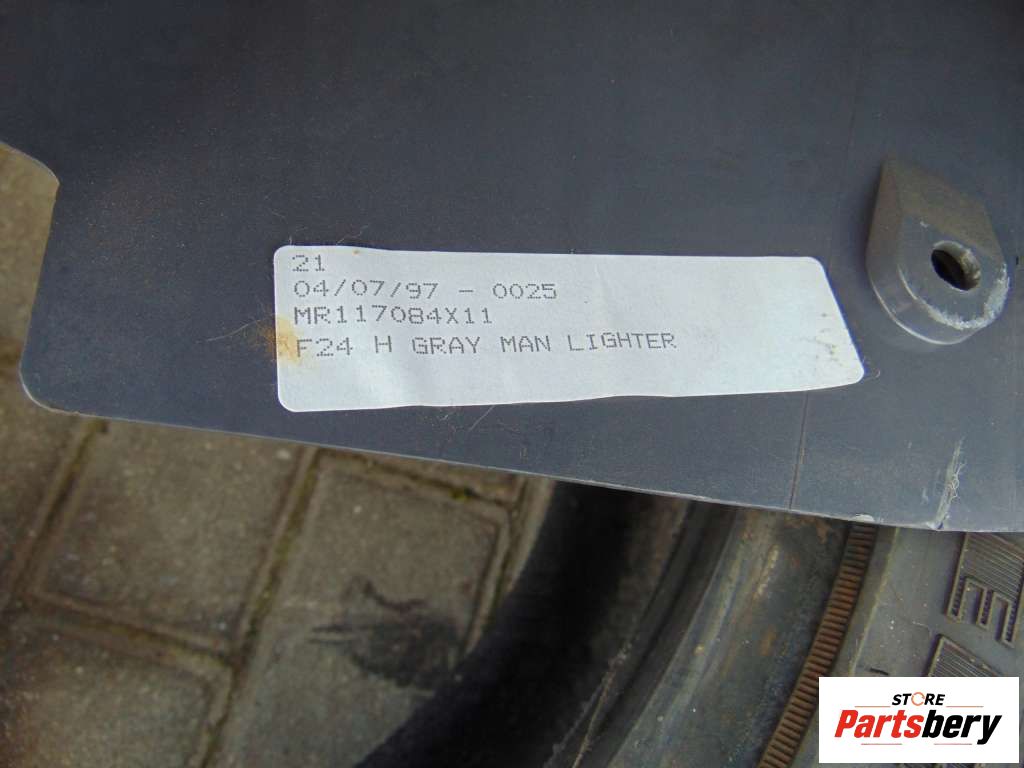 21
04/07/97 - 0025
MR117084X11
F24 H GRAY MAN LIGHTER
STORE
Partsbery